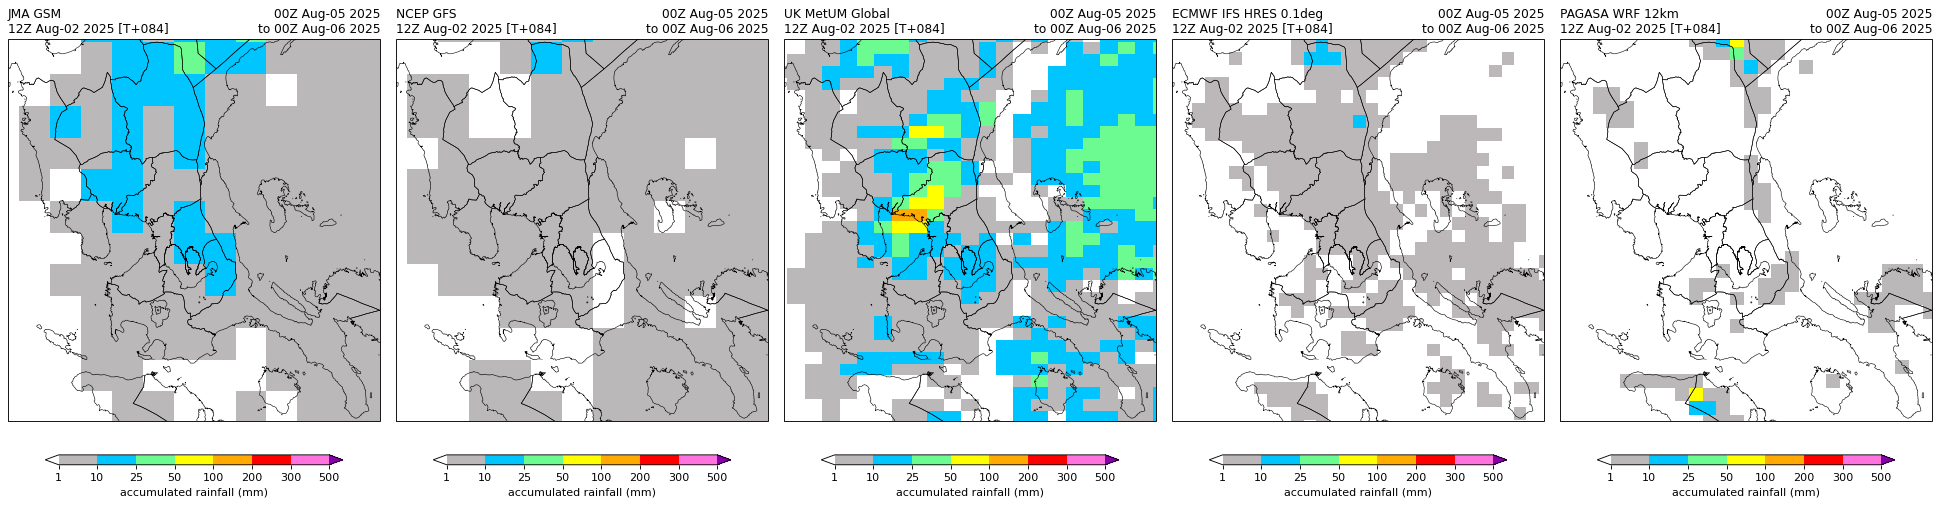 JMA GSM 00Z Aug-05 2025
12Z Aug-02 2025 [T+084] to 00Z Aug-06 2025
NCEP GFS 00Z Aug-05 2025
12Z Aug-02 2025 [T+084] to 00Z Aug-06 2025
UK MetUM Global 00Z Aug-05 2025
12Z Aug-02 2025 [T+084] to 00Z Aug-06 2025
ECMWF IFS HRES 0.1deg 00Z Aug-05 2025
12Z Aug-02 2025 [T+084] to 00Z Aug-06 2025
PAGASA WRF 12km 00Z Aug-05 2025
12Z Aug-02 2025 [T+084] to 00Z Aug-06 2025
1 10 25 50 100 200 300 500
accumulated rainfall (mm)
1 10 25 50 100 200 300 500
accumulated rainfall (mm)
1 10 25 50 100 200 300 500
accumulated rainfall (mm)
1 10 25 50 100 200 300 500
accumulated rainfall (mm)
1 10 25 50 100 200 300 500
accumulated rainfall (mm)